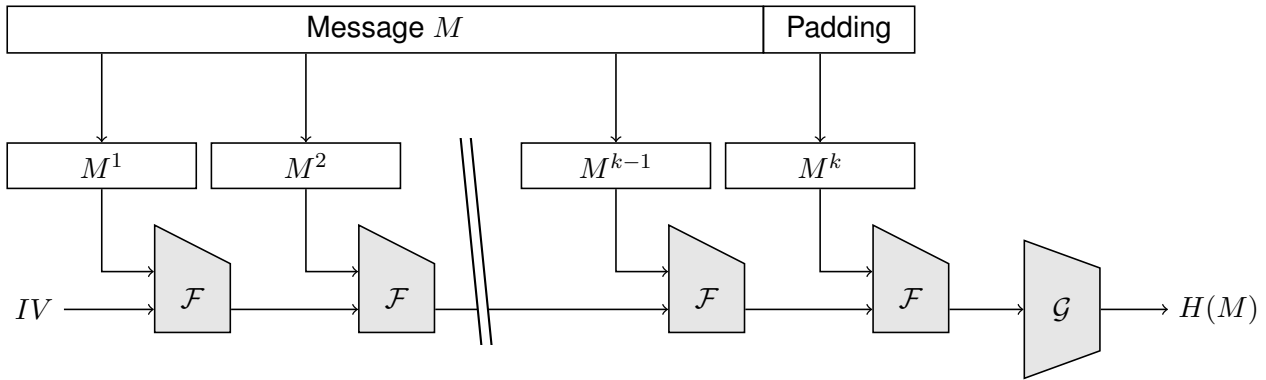 Message M Padding
M^1 M^2 M^{k−1} M^k
IV F F F F G H(M)